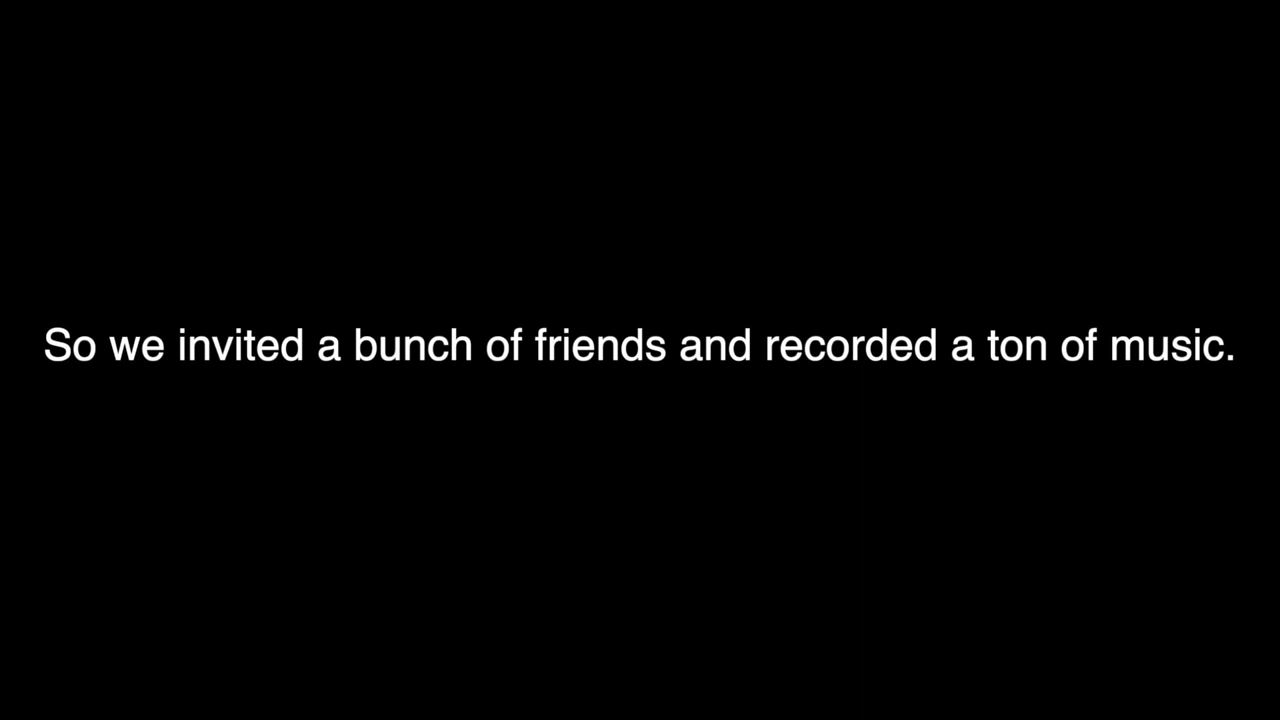 So we invited a bunch of friends and recorded a ton of music.